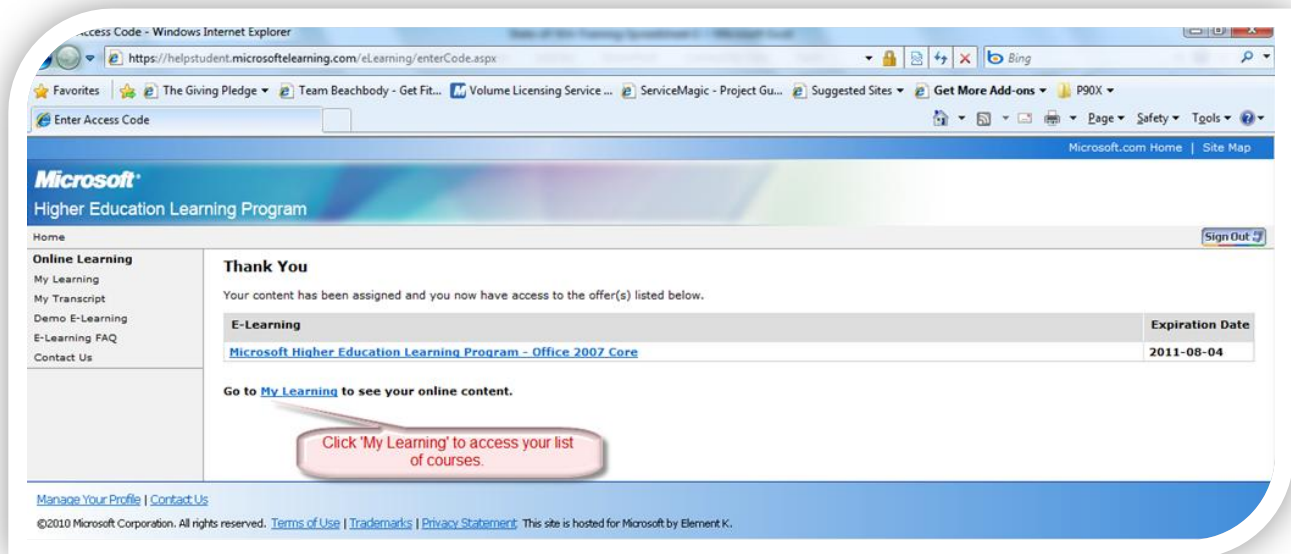 Access Code - Windows Internet Explorer
https://helpstudent.microsoftelearning.com/eLearning/enterCode.aspx
Bing
Favorites The Giving Pledge Team Beachbody - Get Fit... Volume Licensing Service ... ServiceMagic - Project Gu... Suggested Sites Get More Add-ons P90X
Enter Access Code
Page Safety Tools
Microsoft.com Home | Site Map
Microsoft
Higher Education Learning Program
Home
Sign Out
Online Learning
My Learning
My Transcript
Demo E-Learning
E-Learning FAQ
Contact Us
Thank You
Your content has been assigned and you now have access to the offer(s) listed below.
E-Learning Expiration Date
Microsoft Higher Education Learning Program - Office 2007 Core 2011-08-04
Go to My Learning to see your online content.
Click 'My Learning' to access your list
of courses.
Manage Your Profile | Contact Us
©2010 Microsoft Corporation. All rights reserved. Terms of Use | Trademarks | Privacy Statement This site is hosted for Microsoft by Element K.